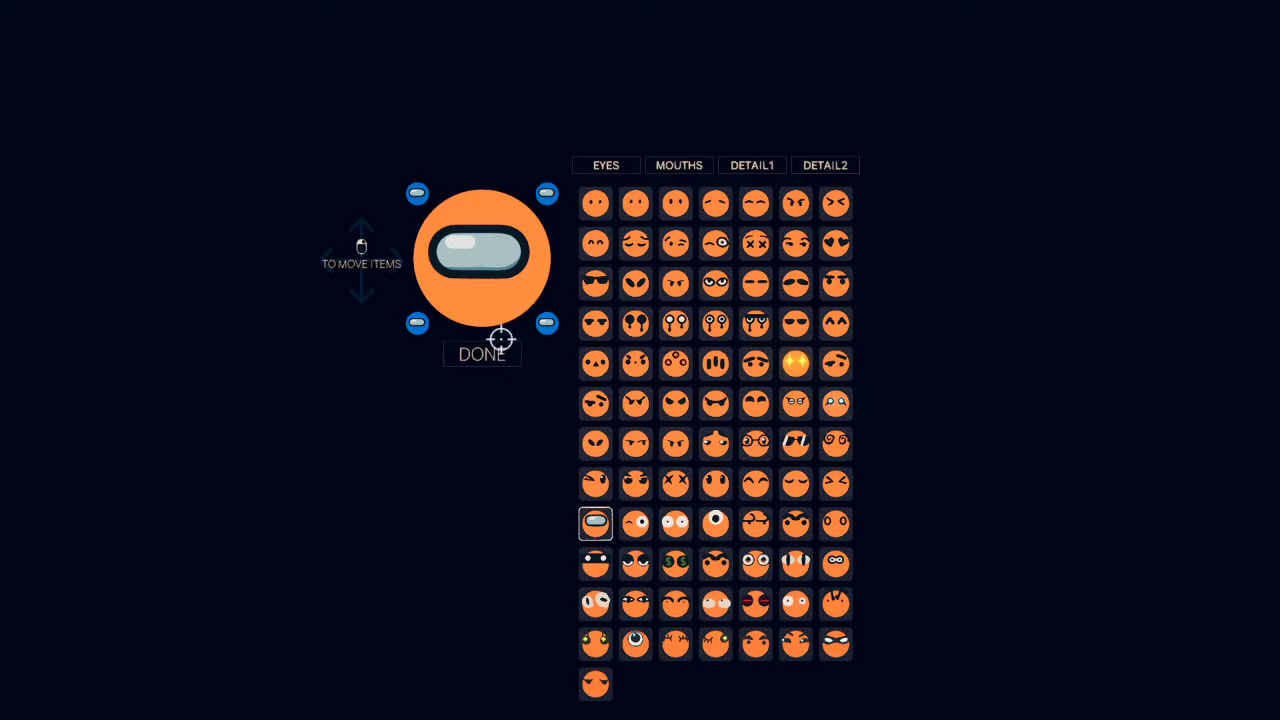 EYES
MOUTHS
DETAIL1
DETAIL2
TO MOVE ITEMS
DONE
$ $